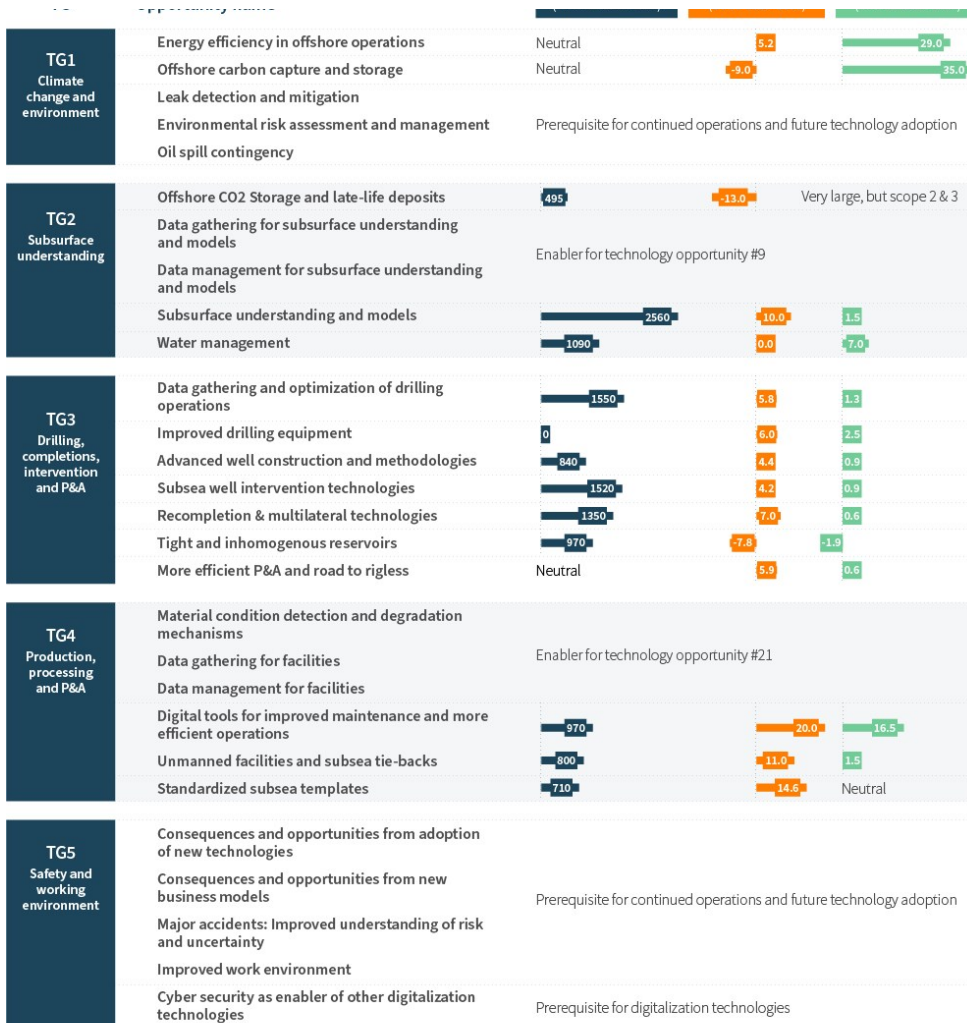 Opportunity name
TG1
Climate
change and
environment
Energy efficiency in offshore operations
Neutral
5.2
29.0
Offshore carbon capture and storage
Neutral
-9.0
35.0
Leak detection and mitigation
Environmental risk assessment and management
Prerequisite for continued operations and future technology adoption
Oil spill contingency
TG2
Subsurface
understanding
Offshore CO2 Storage and late-life deposits
495
-13.0
Very large, but scope 2 & 3
Data gathering for subsurface understanding
and models
Enabler for technology opportunity #9
Data management for subsurface understanding
and models
Subsurface understanding and models
2560
10.0
1.5
Water management
1090
0.0
7.0
TG3
Drilling,
completions,
intervention
and P&A
Data gathering and optimization of drilling
operations
1550
5.8
1.3
Improved drilling equipment
0
6.0
2.5
Advanced well construction and methodologies
840
4.4
0.9
Subsea well intervention technologies
1520
4.2
0.9
Recompletion & multilateral technologies
1350
7.0
0.6
Tight and inhomogenous reservoirs
970
-7.8
-1.9
More efficient P&A and road to rigless
Neutral
5.9
0.6
TG4
Production,
processing
and P&A
Material condition detection and degradation
mechanisms
Data gathering for facilities
Enabler for technology opportunity #21
Data management for facilities
Digital tools for improved maintenance and more
efficient operations
970
20.0
16.5
Unmanned facilities and subsea tie-backs
800
11.0
1.5
Standardized subsea templates
710
14.6
Neutral
TG5
Safety and
working
environment
Consequences and opportunities from adoption
of new technologies
Consequences and opportunities from new
business models
Prerequisite for continued operations and future technology adoption
Major accidents: Improved understanding of risk
and uncertainty
Improved work environment
Cyber security as enabler of other digitalization
technologies
Prerequisite for digitalization technologies